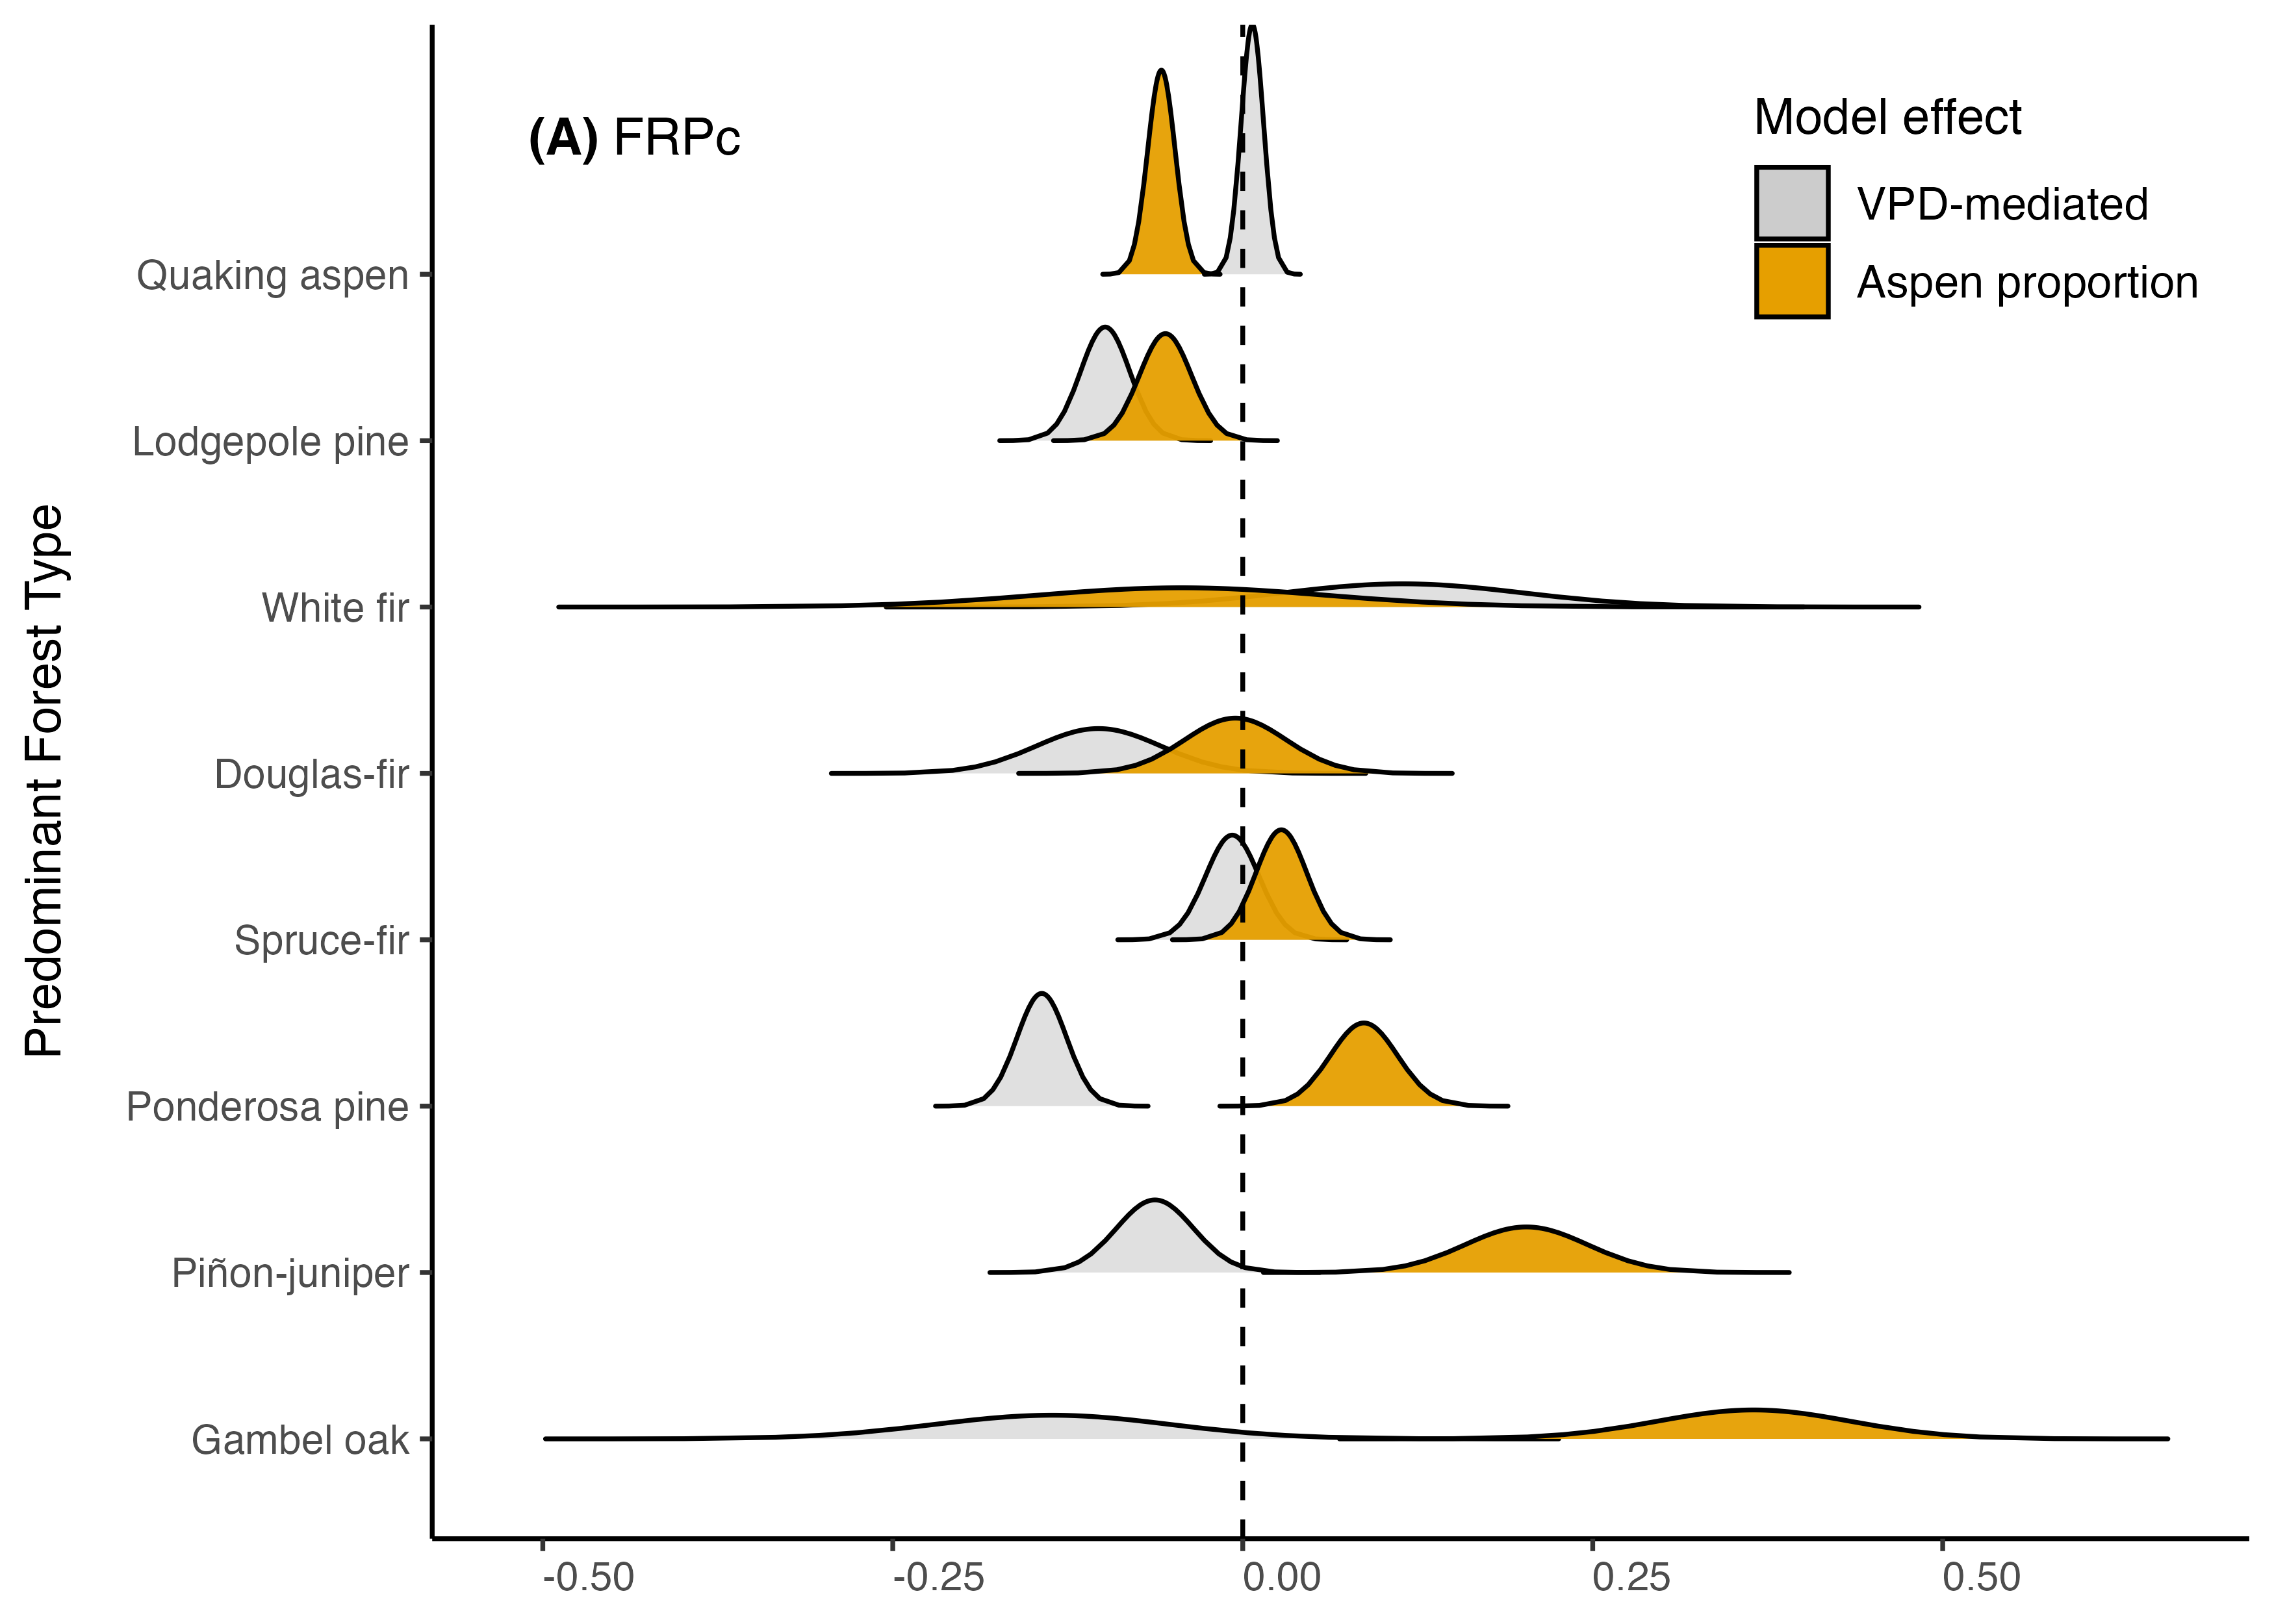 (A) FRPc
Model effect
VPD-mediated
Aspen proportion
Predominant Forest Type
Quaking aspen
Lodgepole pine
White fir
Douglas-fir
Spruce-fir
Ponderosa pine
Piñon-juniper
Gambel oak
-0.50 -0.25 0.00 0.25 0.50